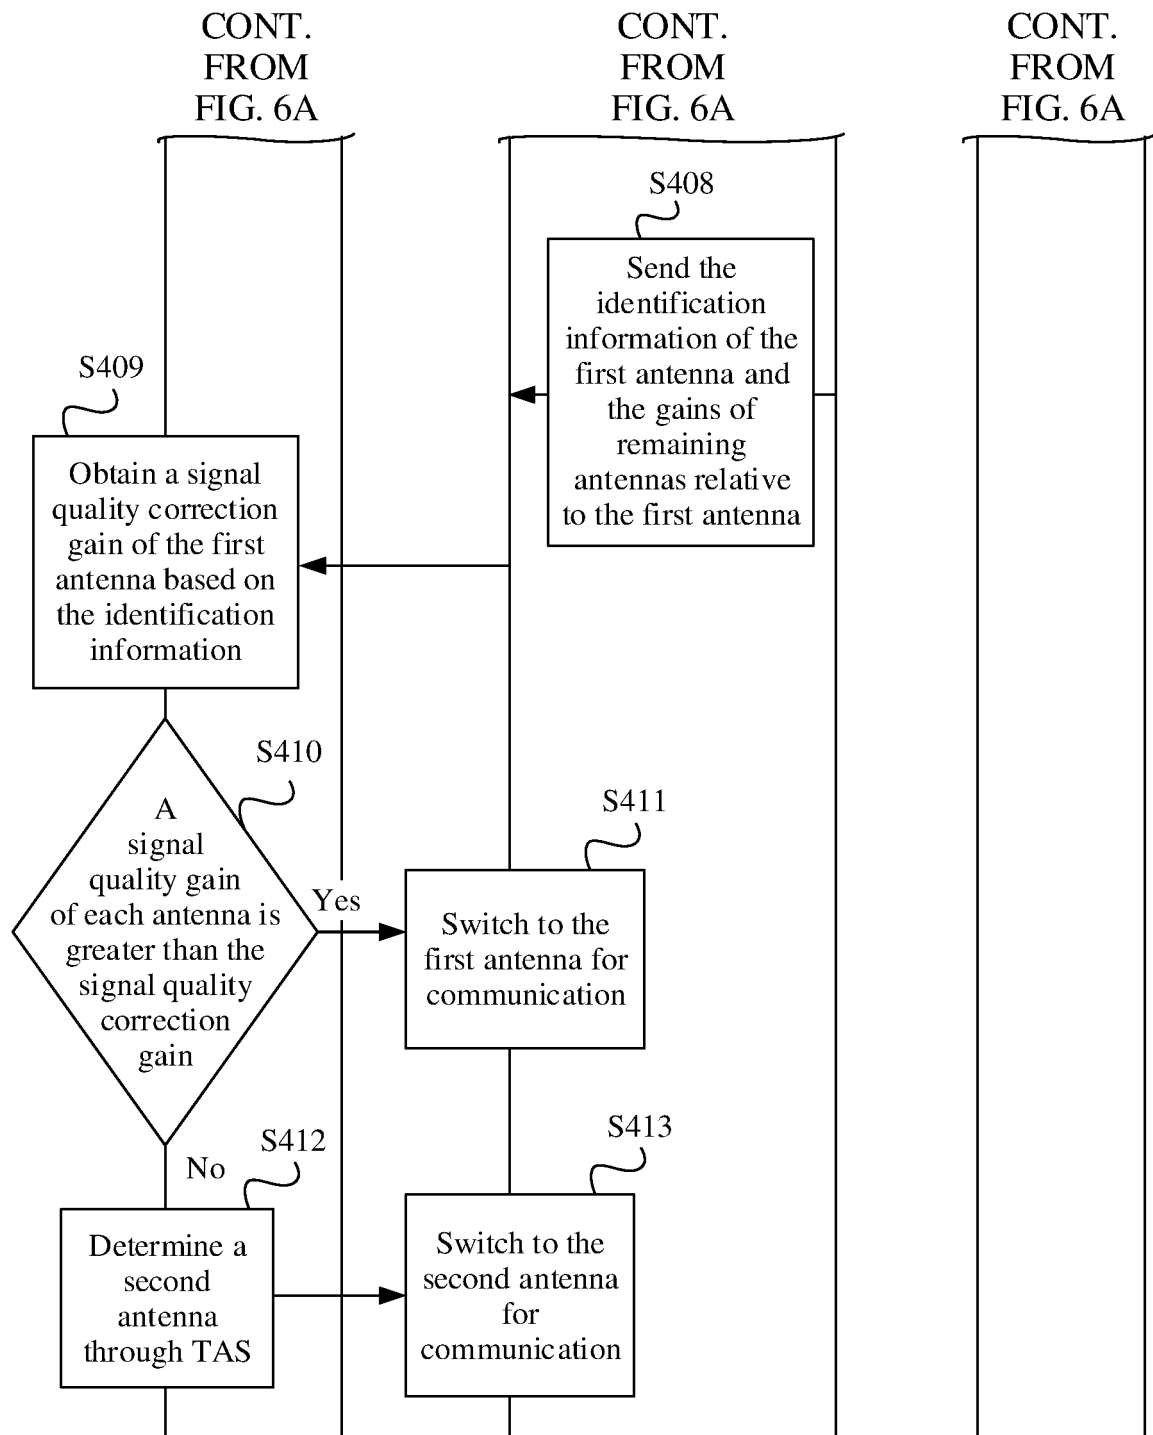 CONT.
FROM
FIG. 6A
CONT.
FROM
FIG. 6A
CONT.
FROM
FIG. 6A
S408
Send the
identification
information of the
first antenna and
the gains of
remaining
antennas relative
to the first antenna
S409
Obtain a signal
quality correction
gain of the first
antenna based on
the identification
information
S410
A
signal
quality gain
of each antenna is
greater than the
signal quality
correction
gain
Yes
S411
Switch to the
first antenna for
communication
No
S412
Determine a
second
antenna
through TAS
S413
Switch to the
second antenna
for
communication